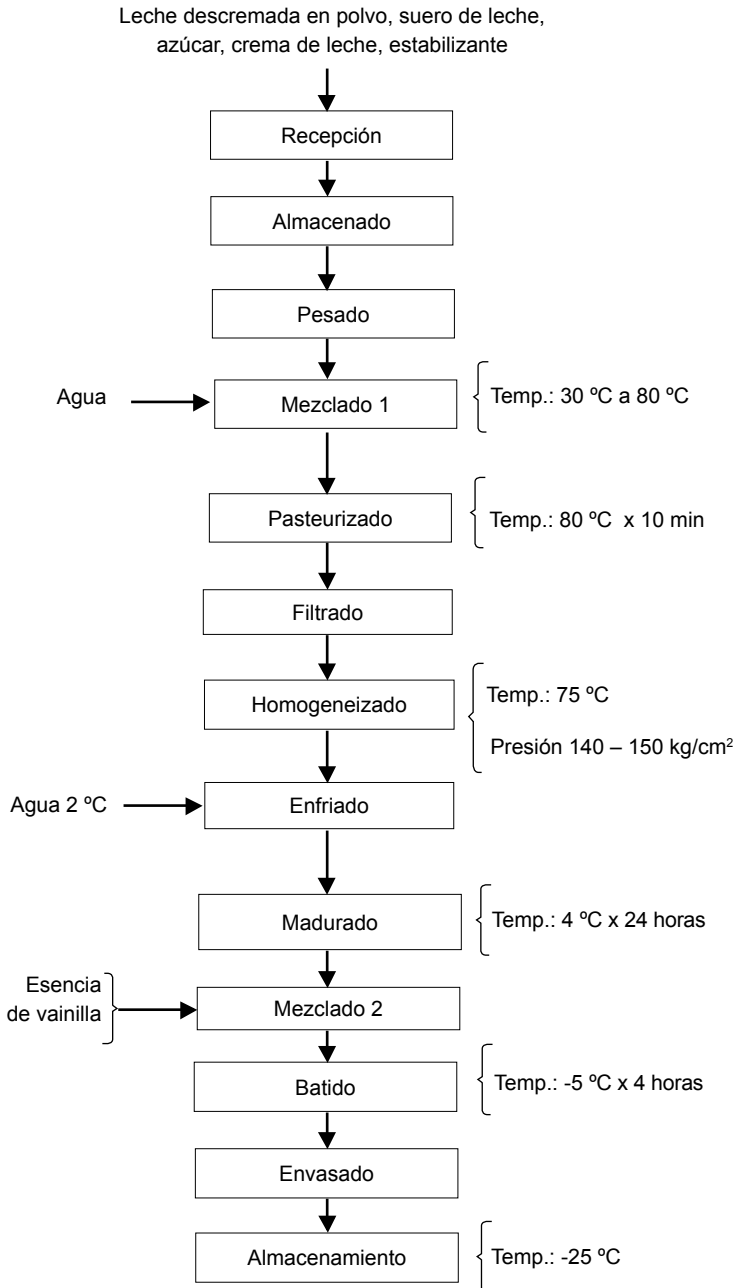 Leche descremada en polvo, suero de leche,
azúcar, crema de leche, estabilizante
Recepción
Almacenado
Pesado
Agua
Mezclado 1
Temp.: 30 ºC a 80 ºC
Pasteurizado
Temp.: 80 ºC x 10 min
Filtrado
Homogeneizado
Temp.: 75 ºC
Presión 140 – 150 kg/cm²
Agua 2 ºC
Enfriado
Madurado
Temp.: 4 ºC x 24 horas
Esencia
de vainilla
Mezclado 2
Batido
Temp.: -5 ºC x 4 horas
Envasado
Almacenamiento
Temp.: -25 ºC